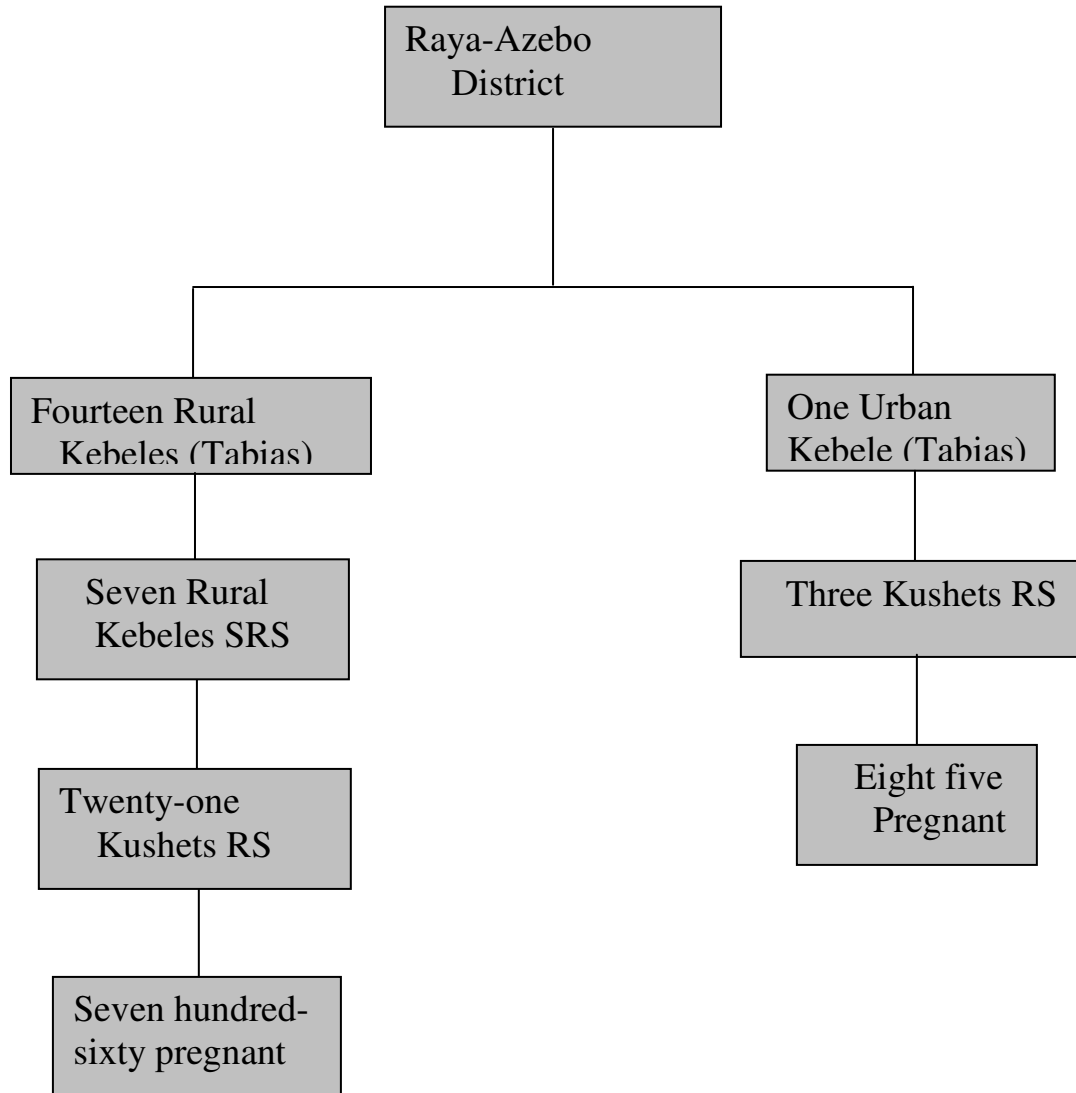 Raya-Azebo
District
Fourteen Rural
Kebeles (Tabias)
One Urban
Kebele (Tabias)
Seven Rural
Kebeles SRS
Three Kushets RS
Twenty-one
Kushets RS
Eight five
Pregnant
Seven hundred-
sixty pregnant